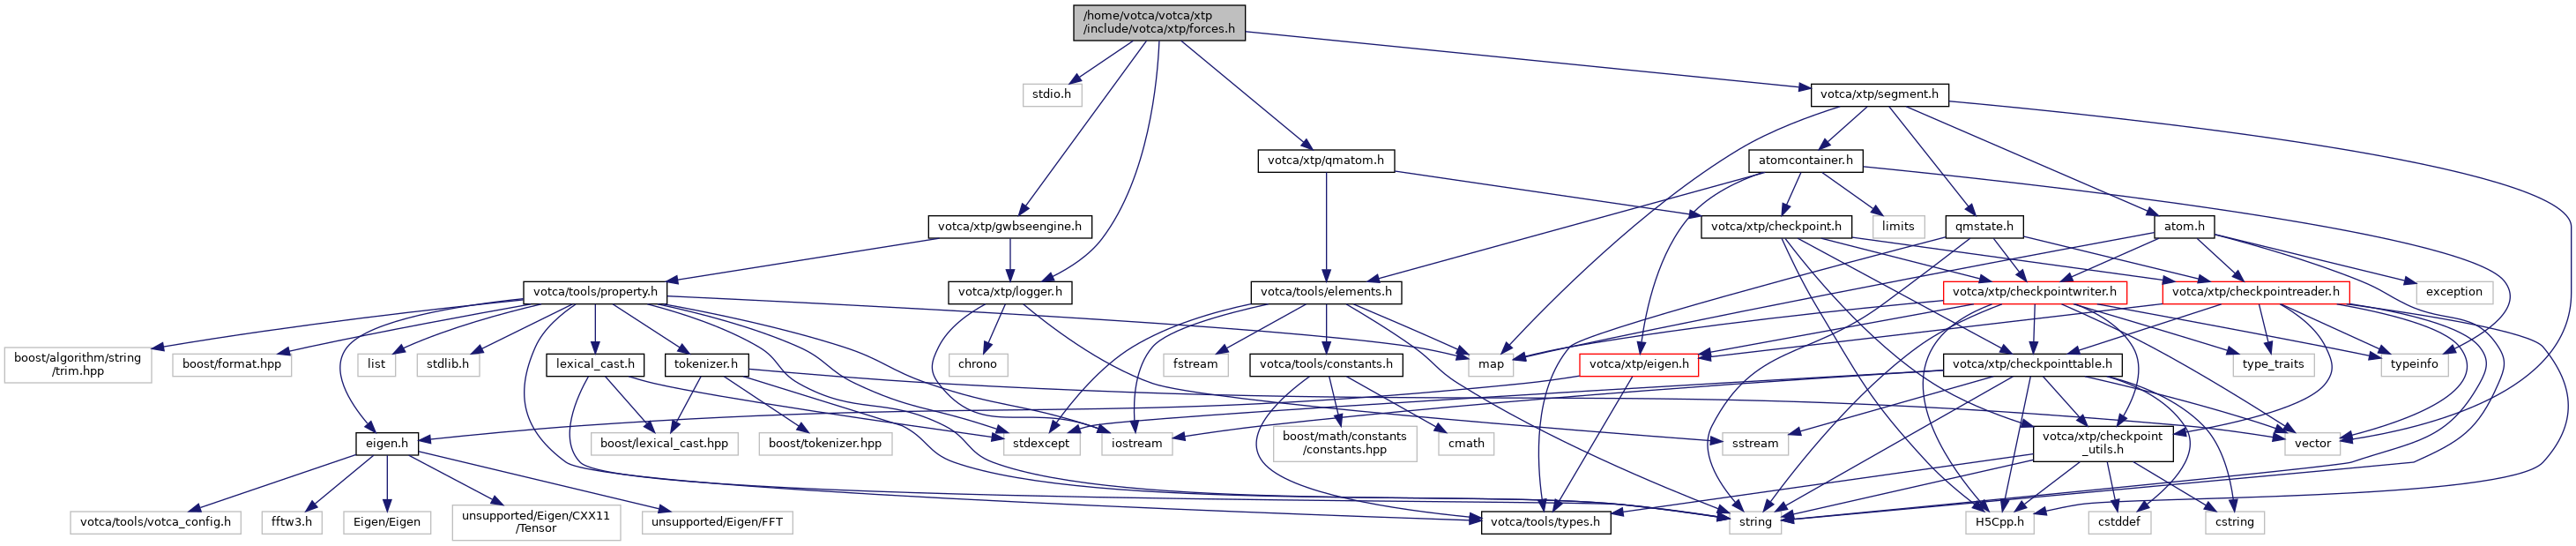 /home/votca/votca/xtp
/include/votca/xtp/forces.h
stdio.h
votca/xtp/segment.h
votca/xtp/qmatom.h
atomcontainer.h
votca/xtp/gwbseengine.h
votca/xtp/checkpoint.h
limits
qmstate.h
atom.h
votca/tools/property.h
votca/xtp/logger.h
votca/tools/elements.h
votca/xtp/checkpointwriter.h
votca/xtp/checkpointreader.h
exception
boost/algorithm/string
/trim.hpp
boost/format.hpp
list
stdlib.h
lexical_cast.h
tokenizer.h
chrono
fstream
votca/tools/constants.h
map
votca/xtp/eigen.h
votca/xtp/checkpointtable.h
type_traits
typeinfo
eigen.h
boost/lexical_cast.hpp
boost/tokenizer.hpp
stdexcept
iostream
boost/math/constants
/constants.hpp
cmath
sstream
votca/xtp/checkpoint
_utils.h
vector
votca/tools/votca_config.h
fftw3.h
Eigen/Eigen
unsupported/Eigen/CXX11
/Tensor
unsupported/Eigen/FFT
votca/tools/types.h
string
H5Cpp.h
cstddef
cstring